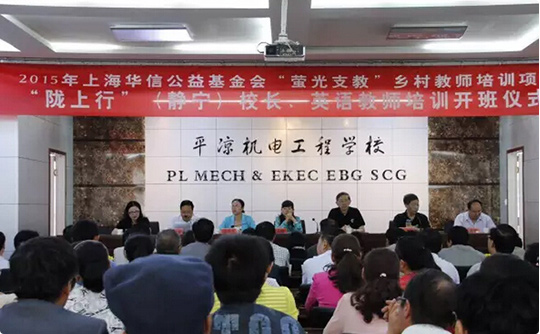 2015年上海华信公益基金会“萤光支教”乡村教师培训项
“陇上行”（静宁）校长、英语教师培训开班仪式
平凉机电工程学校
PL MECH & EKEC EBG SCG